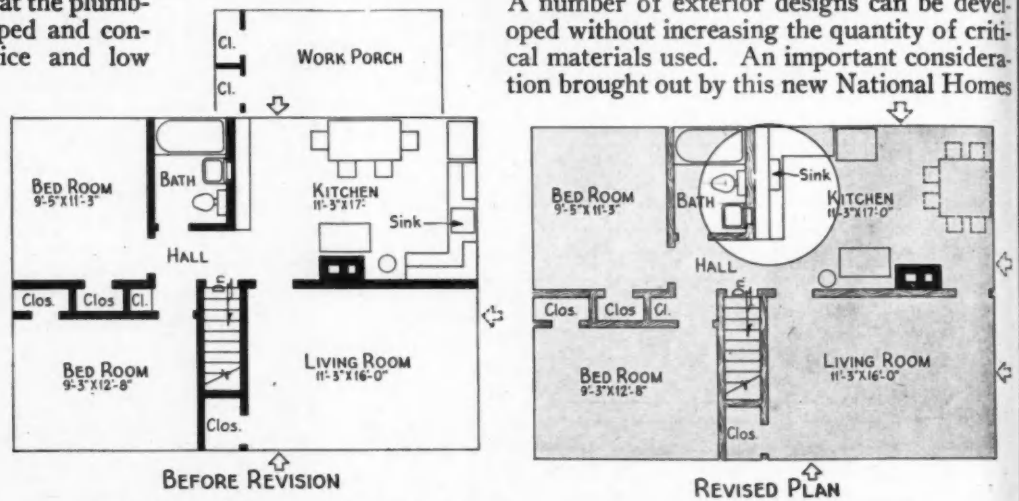 at the plumb-
ped and con-
ice and low
A number of exterior designs can be devel-
oped without increasing the quantity of criti-
cal materials used. An important considera-
tion brought out by this new National Homes
Cl.
Cl.
WORK PORCH
BED ROOM
9'-5"X11'-3"
BATH
KITCHEN
11'-3"X17'
Sink
HALL
Clos.
Clos
Cl.
BED ROOM
9'-3"X12'-8"
LIVING ROOM
11'-3"X16'-0"
Clos.
BEFORE REVISION
BED ROOM
9'-5"X11'-3"
BATH
Sink
KITCHEN
11'-3"X17'-0"
HALL
Clos.
Clos
Cl.
BED ROOM
9'-3"X12'-8"
LIVING ROOM
11'-3"X16'-0"
Clos.
REVISED PLAN